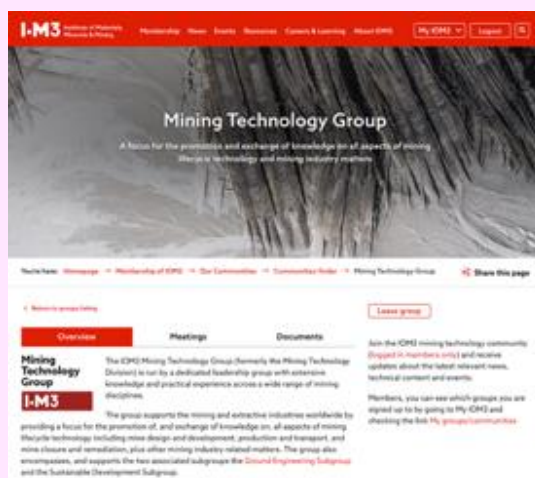 IOM3 Institute of Materials,
Minerals & Mining
Membership News Events Resources Careers & Learning About IOM3 My IOM3 Logout
Mining Technology Group
A focus for the promotion and exchange of knowledge on all aspects of mining
lifecycle technology and mining industry matters
You're here: Homepage Membership of IOM3 Our Communities Communities finder Mining Technology Group Share this page
Return to groups listing
Leave group
Overview Meetings Documents
Mining
Technology
Group
IOM3
The IOM3 Mining Technology Group (formerly the Mining Technology
Division) is run by a dedicated leadership group with extensive
knowledge and practical experience across a wide range of mining
disciplines.
The group supports the mining and extractive industries worldwide by
providing a focus for the promotion of, and exchange of knowledge on, all aspects of mining
lifecycle technology including mine design and development, production and transport, and
mine closure and remediation, plus other mining industry related matters. The group also
encompasses, and supports the two associated subgroups the Ground Engineering Subgroup
and the Sustainable Development Subgroup.
Join the IOM3 mining technology community
(logged in members only) and receive
updates about the latest relevant news,
technical content and events.
Members, you can see which groups you are
signed up to by going to My IOM3 and
checking the link My groups/communities